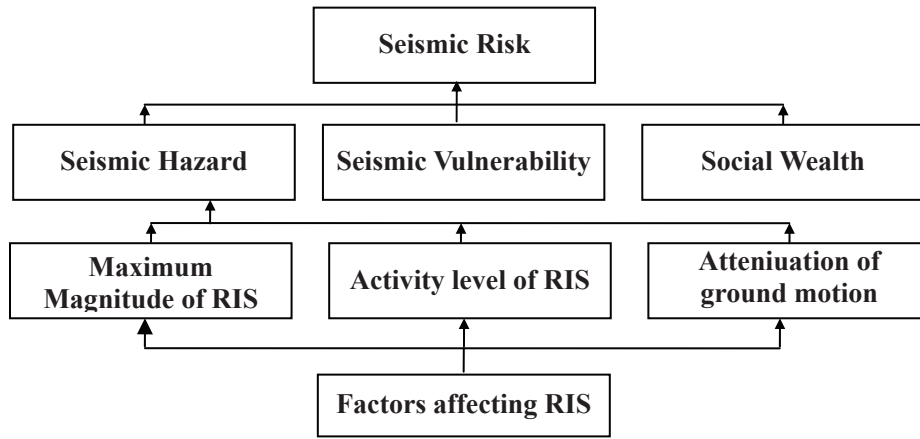 Seismic Risk
Seismic Hazard
Seismic Vulnerability
Social Wealth
Maximum
Magnitude of RIS
Activity level of RIS
Atteniuation of
ground motion
Factors affecting RIS